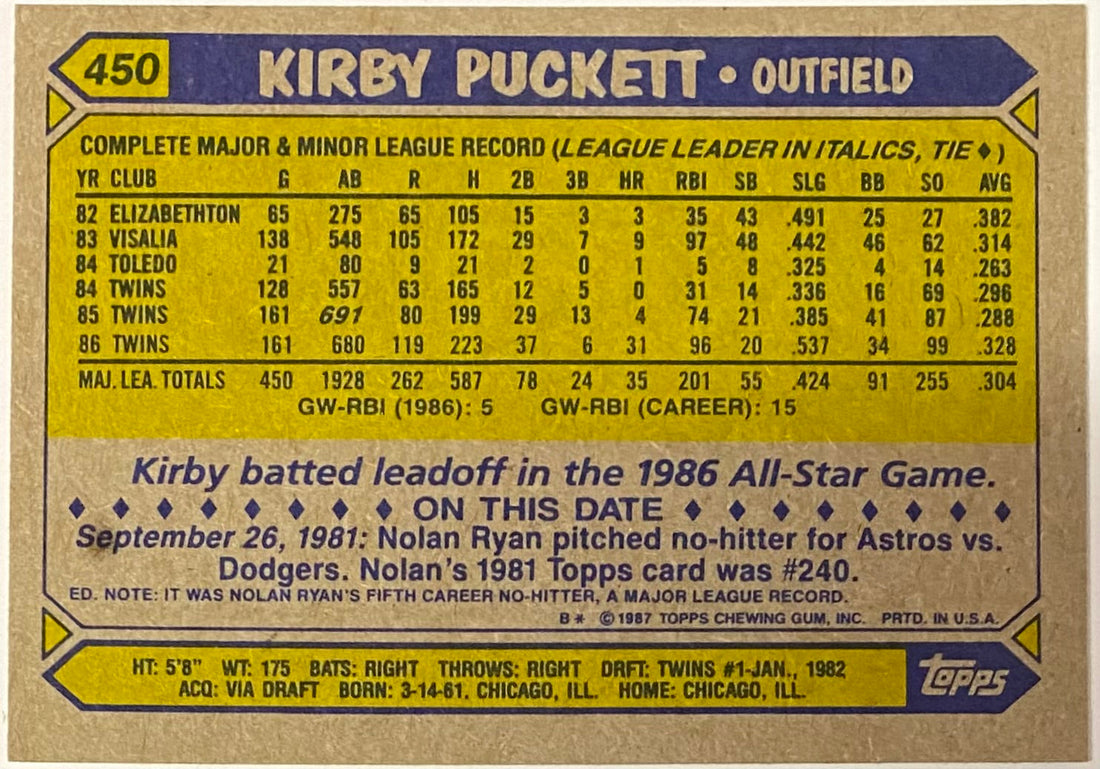 450 KIRBY PUCKETT • OUTFIELD
COMPLETE MAJOR & MINOR LEAGUE RECORD (LEAGUE LEADER IN ITALICS, TIE ♦)
YR CLUB G AB R H 2B 3B HR RBI SB SLG BB SO AVG
82 ELIZABETHTON 65 275 65 105 15 3 3 35 43 .491 25 27 .382
83 VISALIA 138 548 105 172 29 7 9 97 48 .442 46 62 .314
84 TOLEDO 21 80 9 21 2 0 1 5 8 .325 4 14 .263
84 TWINS 128 557 63 165 12 5 0 31 14 .336 16 69 .296
85 TWINS 161 691 80 199 29 13 4 74 21 .385 41 87 .288
86 TWINS 161 680 119 223 37 6 31 96 20 .537 34 99 .328
MAJ. LEA. TOTALS 450 1928 262 587 78 24 35 201 55 .424 91 255 .304
GW-RBI (1986): 5 GW-RBI (CAREER): 15
Kirby batted leadoff in the 1986 All-Star Game.
♦ ♦ ♦ ♦ ♦ ♦ ♦ ♦ ON THIS DATE ♦ ♦ ♦ ♦ ♦ ♦ ♦ ♦
September 26, 1981: Nolan Ryan pitched no-hitter for Astros vs.
Dodgers. Nolan's 1981 Topps card was #240.
ED. NOTE: IT WAS NOLAN RYAN'S FIFTH CAREER NO-HITTER, A MAJOR LEAGUE RECORD.
B* ©1987 TOPPS CHEWING GUM, INC. PRTD. IN U.S.A.
HT: 5'8" WT: 175 BATS: RIGHT THROWS: RIGHT DRFT: TWINS #1-JAN., 1982
ACQ: VIA DRAFT BORN: 3-14-61, CHICAGO, ILL. HOME: CHICAGO, ILL.
topps